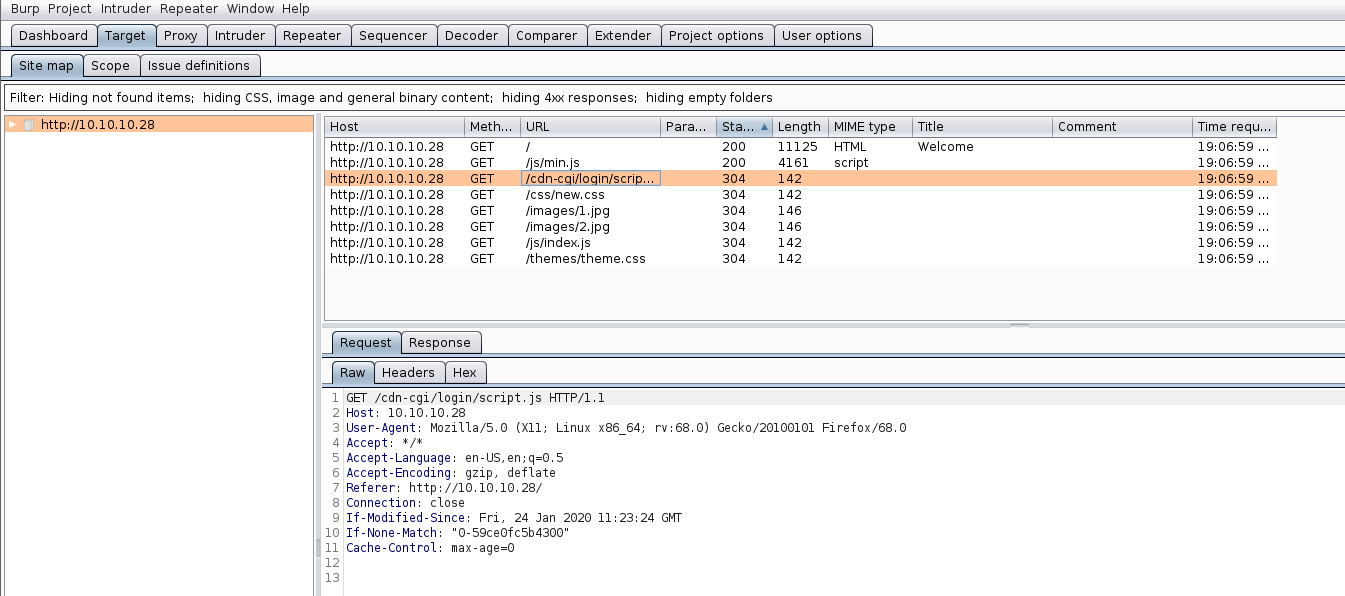 Burp Project Intruder Repeater Window Help
Dashboard Target Proxy Intruder Repeater Sequencer Decoder Comparer Extender Project options User options
Site map Scope Issue definitions
Filter: Hiding not found items; hiding CSS, image and general binary content; hiding 4xx responses; hiding empty folders
http://10.10.10.28
Host Meth... URL Para... Sta... Length MIME type Title Comment Time requ...
http://10.10.10.28 GET / 200 11125 HTML Welcome 19:06:59 ...
http://10.10.10.28 GET /js/min.js 200 4161 script 19:06:59 ...
http://10.10.10.28 GET /cdn-cgi/login/scrip... 304 142 19:06:59 ...
http://10.10.10.28 GET /css/new.css 304 142 19:06:59 ...
http://10.10.10.28 GET /images/1.jpg 304 146 19:06:59 ...
http://10.10.10.28 GET /images/2.jpg 304 146 19:06:59 ...
http://10.10.10.28 GET /js/index.js 304 142 19:06:59 ...
http://10.10.10.28 GET /themes/theme.css 304 142 19:06:59 ...
Request Response
Raw Headers Hex
1 GET /cdn-cgi/login/script.js HTTP/1.1
2 Host: 10.10.10.28
3 User-Agent: Mozilla/5.0 (X11; Linux x86_64; rv:68.0) Gecko/20100101 Firefox/68.0
4 Accept: */*
5 Accept-Language: en-US,en;q=0.5
6 Accept-Encoding: gzip, deflate
7 Referer: http://10.10.10.28/
8 Connection: close
9 If-Modified-Since: Fri, 24 Jan 2020 11:23:24 GMT
10 If-None-Match: "0-59ce0fc5b4300"
11 Cache-Control: max-age=0
12
13